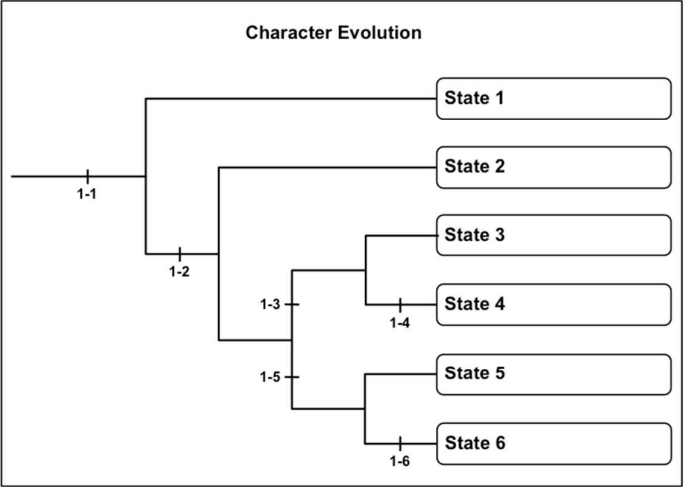 Character Evolution
State 1
State 2
1-1
State 3
1-2
1-3
State 4
1-4
State 5
1-5
State 6
1-6